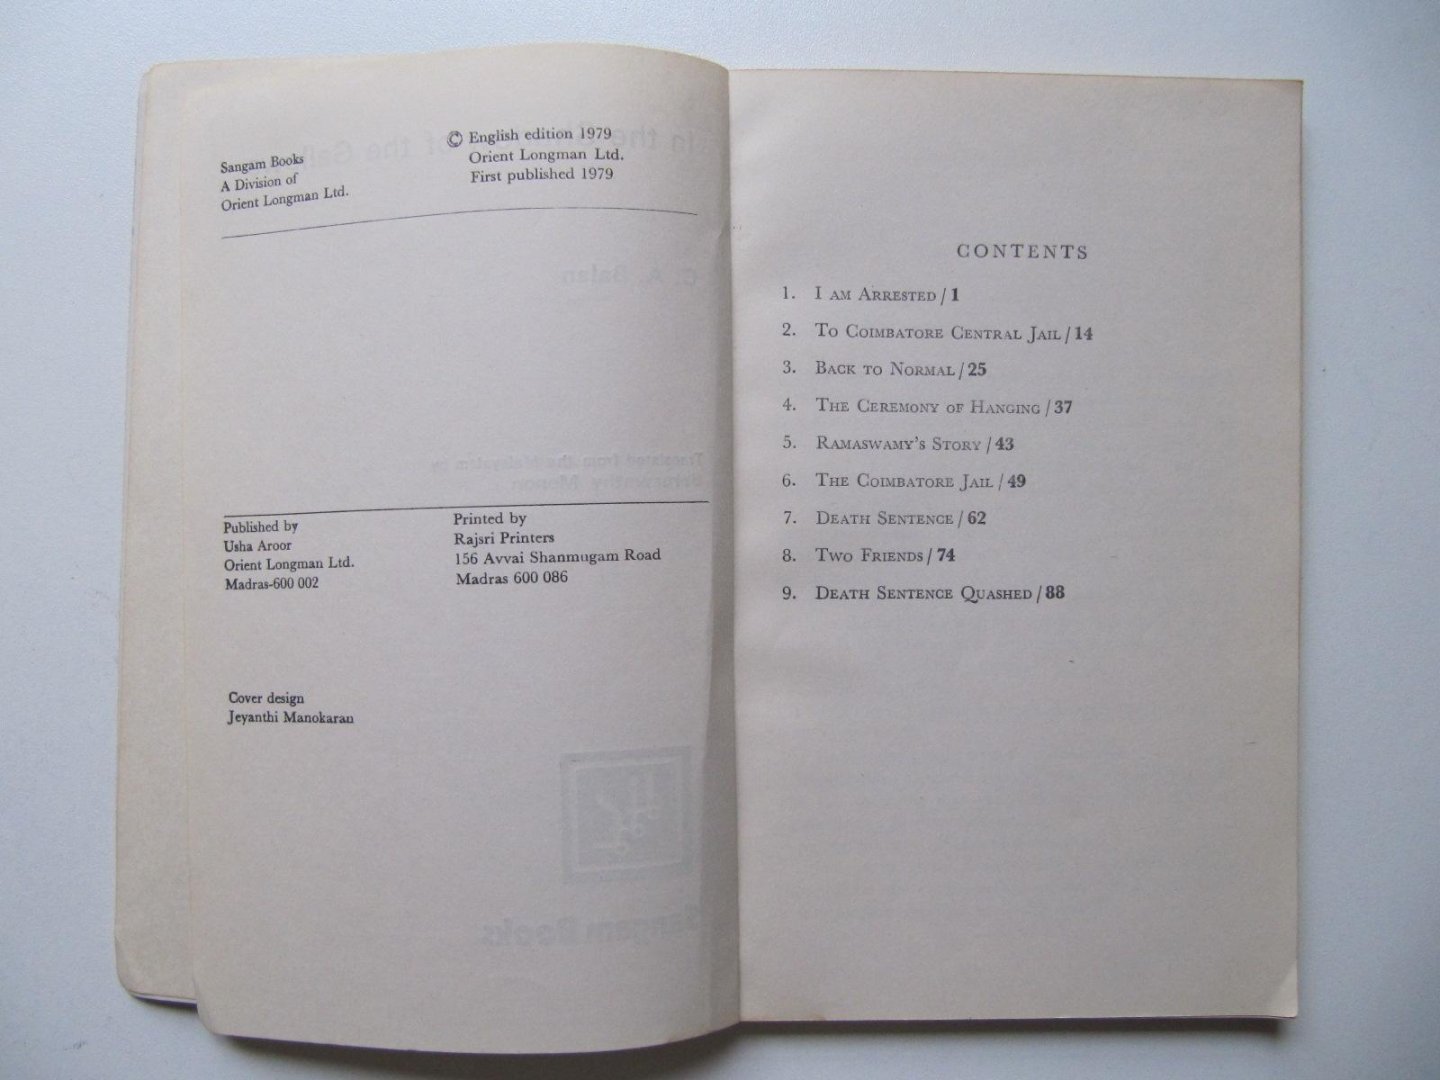 Sangam Books
A Division of
Orient Longman Ltd.
© English edition 1979
Orient Longman Ltd.
First published 1979
Published by
Usha Aroor
Orient Longman Ltd.
Madras-600 002
Printed by
Rajsri Printers
156 Avvai Shanmugam Road
Madras 600 086
Cover design
Jeyanthi Manokaran
CONTENTS
1. I AM ARRESTED / 1
2. TO COIMBATORE CENTRAL JAIL / 14
3. BACK TO NORMAL / 25
4. THE CEREMONY OF HANGING / 37
5. RAMASWAMY'S STORY / 43
6. THE COIMBATORE JAIL / 49
7. DEATH SENTENCE / 62
8. TWO FRIENDS / 74
9. DEATH SENTENCE QUASHED / 88